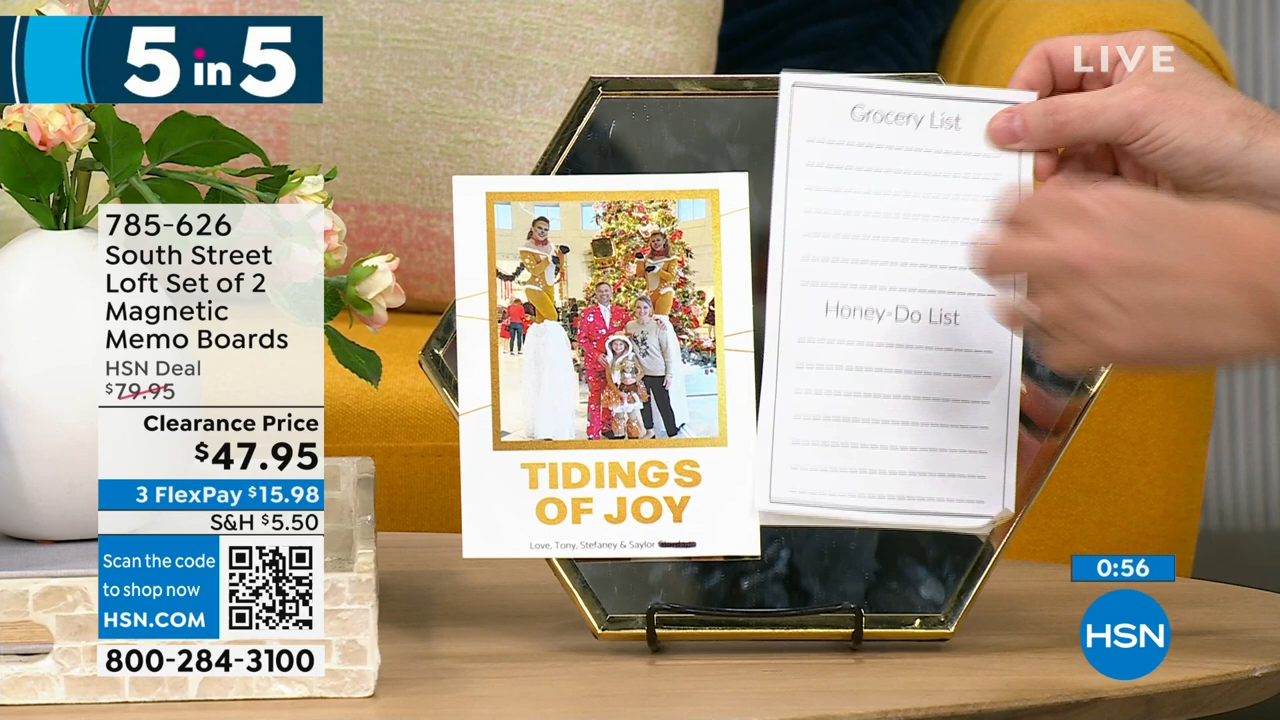 5 in 5
LIVE
785-626
South Street
Loft Set of 2
Magnetic
Memo Boards
HSN Deal
$79.95
Clearance Price
$47.95
3 FlexPay $15.98
S&H $5.50
Scan the code
to shop now
HSN.COM
800-284-3100
TIDINGS
OF JOY
Love, Tony, Stefaney & Saylor
Grocery List
Honey-Do List
0:56
HSN